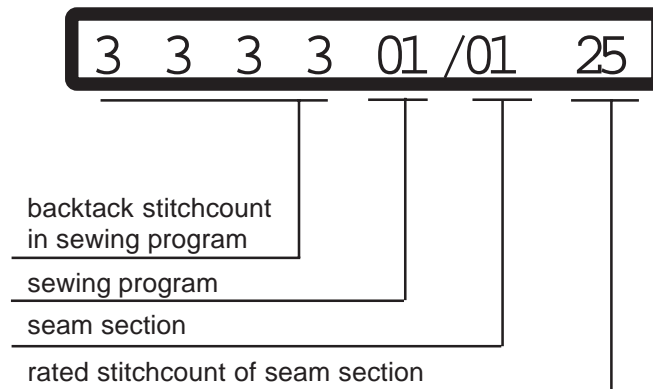 3 3 3 3 01 /01 25
backtack stitchcount
in sewing program
sewing program
seam section
rated stitchcount of seam section